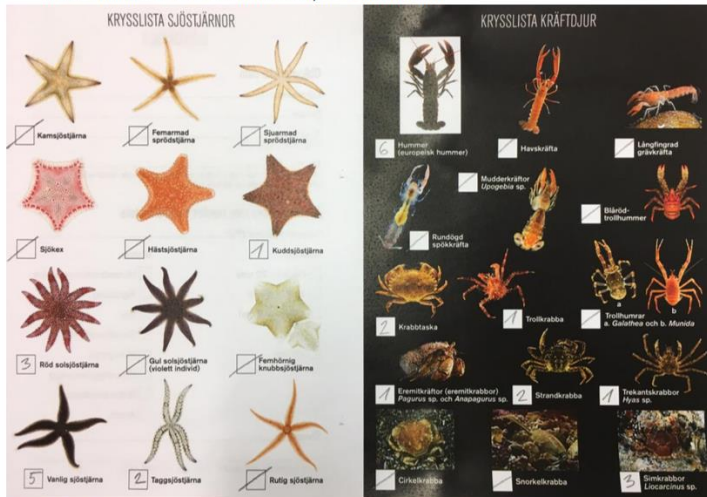 KRYSSLISTA SJÖSTJÄRNOR
Kamsjöstjärna
Femarmad
sprödstjärna
Sjuarmad
sprödstjärna
Sjökex
Hästsjöstjärna
1 Kuddsjöstjärna
3 Röd solsjöstjärna
Gul solsjöstjärna
(violett individ)
Femhörnig
knubbsjöstjärna
5 Vanlig sjöstjärna
2 Taggsjöstjärna
Rutig sjöstjärna
KRYSSLISTA KRÄFTDJUR
6 Hummer
(europeisk hummer)
Havskräfta
Långfingrad
grävkräfta
Rundögd
spökkräfta
Mudderkräftor
Upogebia sp.
Blåröd-
trollhummer
2 Krabbtaska
1 Trollkrabba
a
b
Trollhumrar
a. Galathea och b. Munida
1 Eremitkräftor (eremitkrabbor)
Pagurus sp. och Anapagurus sp.
2 Strandkrabba
1 Trekantskrabbor
Hyas sp.
Cirkelkrabba
Snorkelkrabba
3 Simkrabbor
Liocarcinus sp.